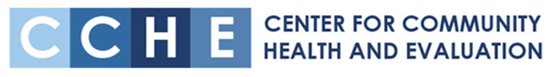 CCHE
CENTER FOR COMMUNITY
HEALTH AND EVALUATION